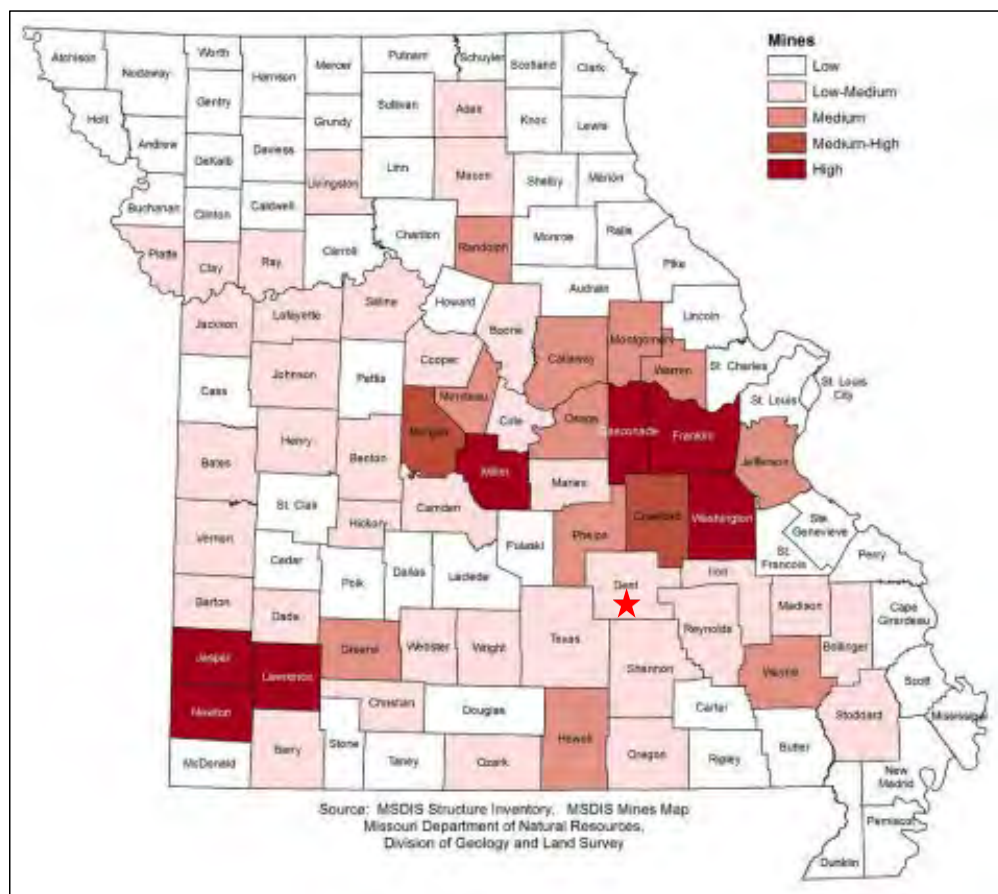 Mines
Low
Low-Medium
Medium
Medium-High
High
Atchison
Nodaway
Worth
Harrison
Mercer
Putnam
Schuyler
Scotland
Clark
Gentry
Sullivan
Adair
Knox
Lewis
Holt
Andrew
DeKalb
Daviess
Grundy
Linn
Macon
Shelby
Marion
Livingston
Buchanan
Clinton
Caldwell
Carroll
Chariton
Randolph
Monroe
Ralls
Pike
Platte
Clay
Ray
Audrain
Howard
Saline
Lafayette
Jackson
Boone
Callaway
Montgomery
Lincoln
Warren
St. Charles
St. Louis
St. Louis
City
Cass
Johnson
Pettis
Cooper
Moniteau
Cole
Osage
Gasconade
Franklin
Jefferson
Morgan
Miller
Maries
Bates
Henry
Benton
St. Clair
Camden
Hickory
Pulaski
Phelps
Crawford
Washington
Ste.
Genevieve
St.
Francois
Perry
Vernon
Cedar
Polk
Dallas
Laclede
Dent
Iron
Madison
Cape
Girardeau
Barton
Dade
Greene
Webster
Wright
Texas
Reynolds
Bollinger
Jasper
Lawrence
Shannon
Wayne
Scott
Newton
Christian
Douglas
Carter
Stoddard
Mississippi
McDonald
Barry
Stone
Taney
Ozark
Howell
Oregon
Ripley
Butler
New
Madrid
Pemiscot
Dunklin
Source: MSDIS Structure Inventory, MSDIS Mines Map
Missouri Department of Natural Resources,
Division of Geology and Land Survey